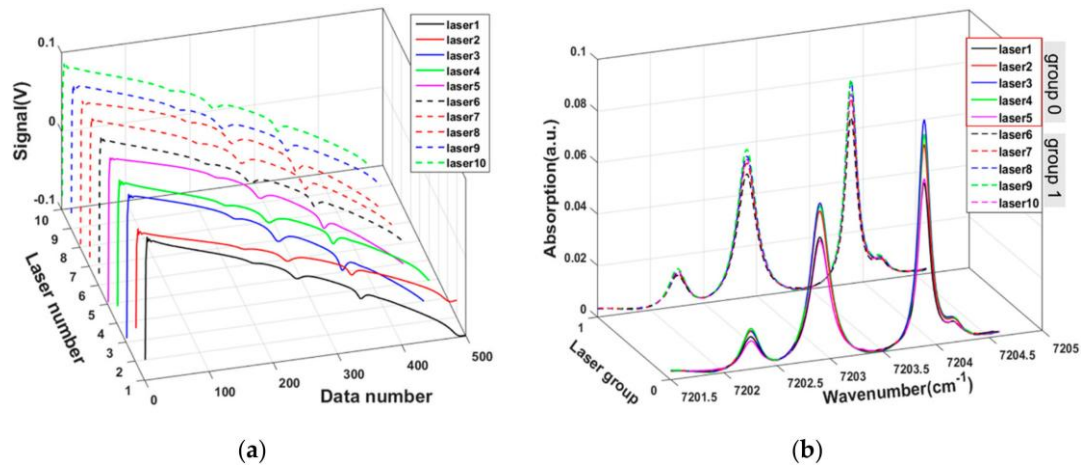 0.1
0
-0.1
Signal(V)
10
9
8
7
6
5
4
3
2
1
Laser number
0
100
200
300
400
500
Data number
laser1
laser2
laser3
laser4
laser5
laser6
laser7
laser8
laser9
laser10
(a)
0.1
0.08
0.06
0.04
0.02
0
Absorption(a.u.)
1
0
Laser group
7201.5
7202
7202.5
7203
7203.5
7204
7204.5
7205
Wavenumber(cm⁻¹)
laser1
laser2
laser3
laser4
laser5
laser6
laser7
laser8
laser9
laser10
group 0
group 1
(b)